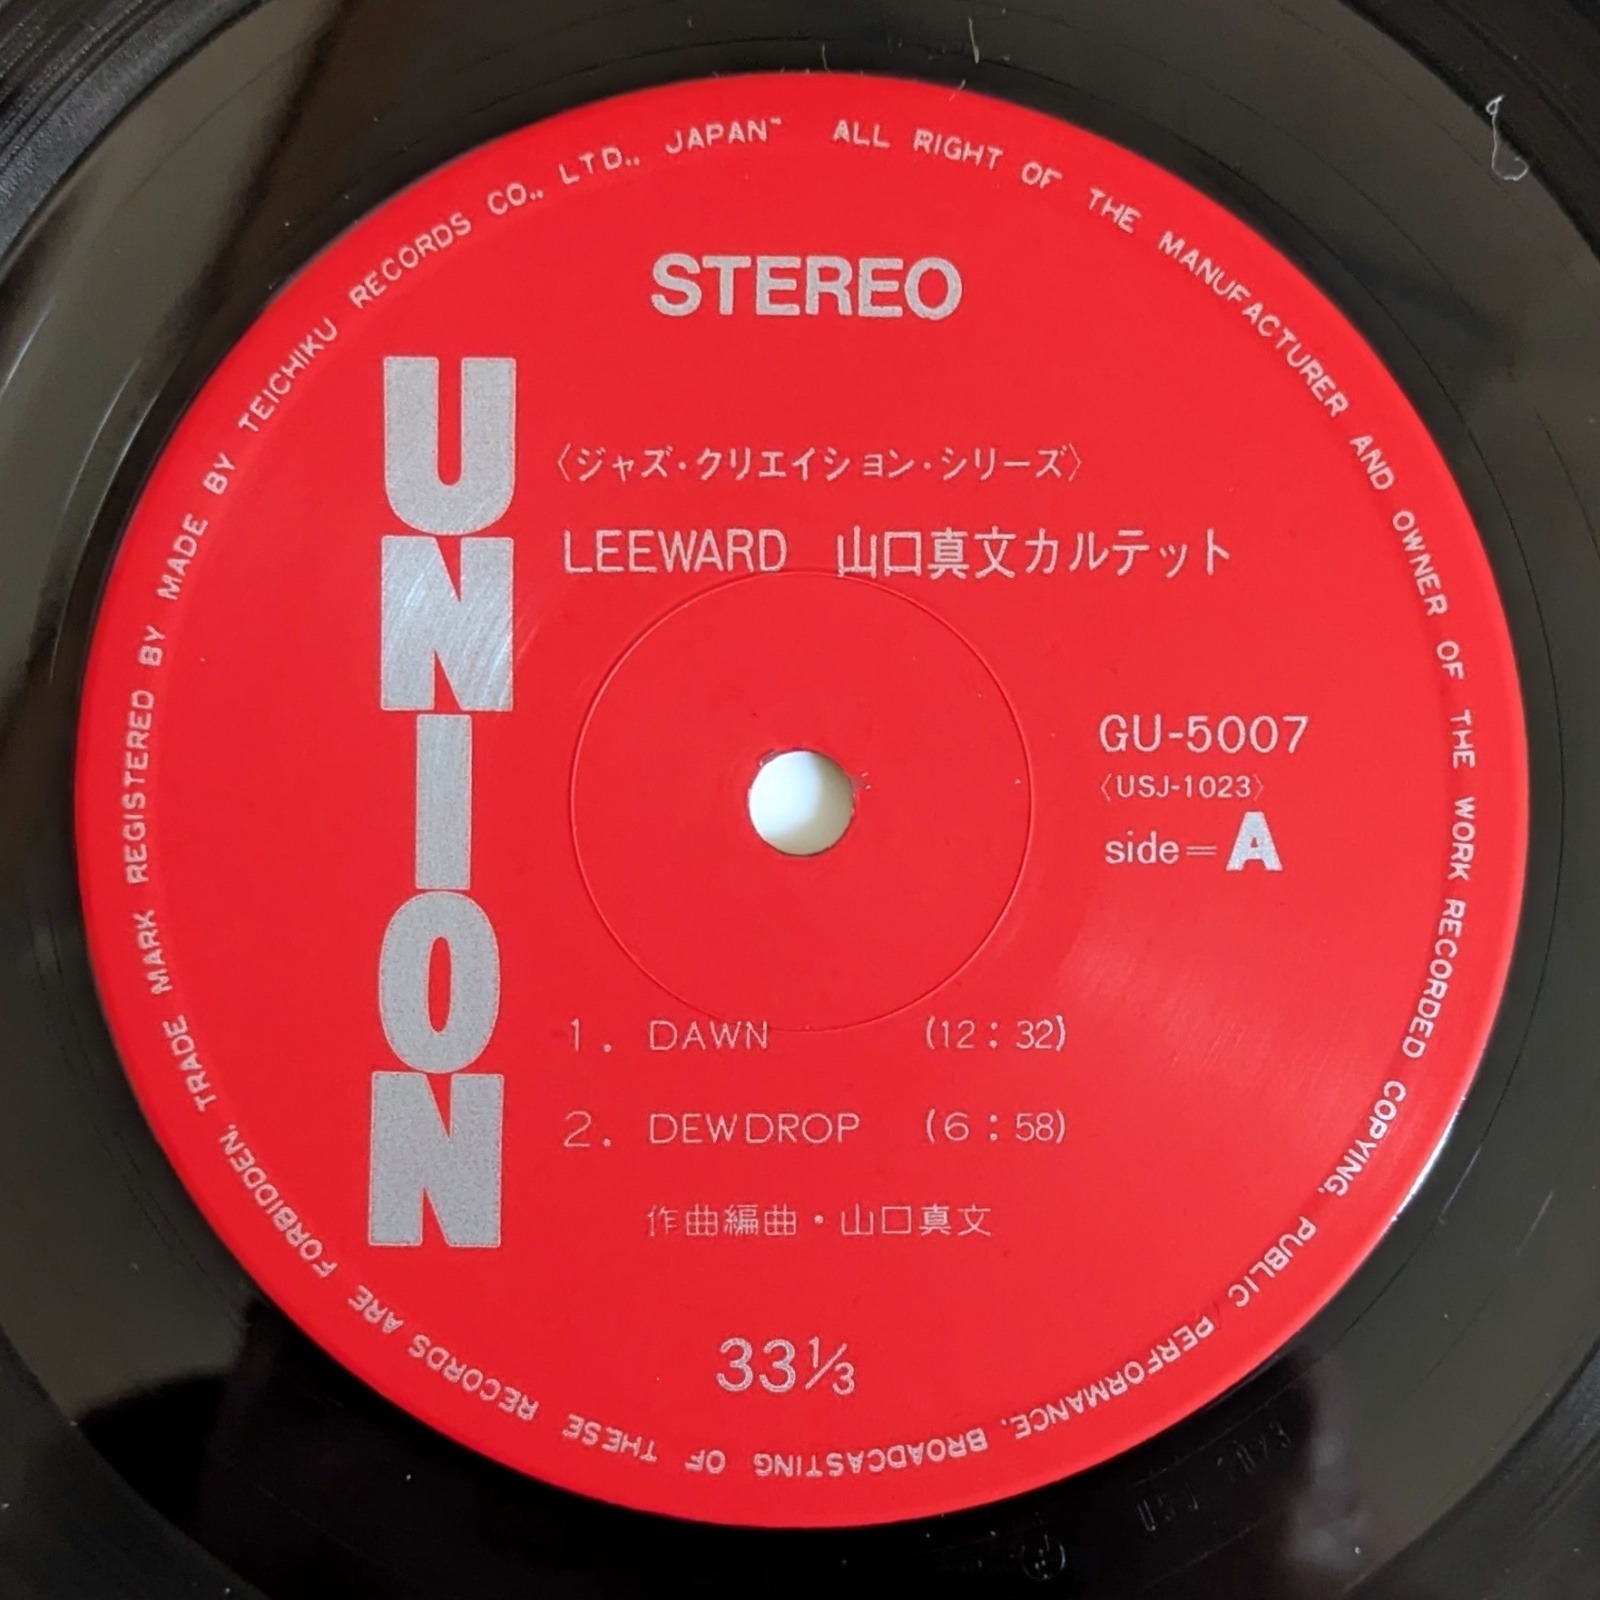 STEREO
UNION
〈ジャズ・クリエイション・シリーズ〉
LEEWARD 山口真文カルテット
GU-5007
〈USJ-1023〉
side=A
1. DAWN (12:32)
2. DEWDROP (6:58)
作曲編曲・山口真文
33⅓
ALL RIGHT OF THE MANUFACTURER AND OWNER OF THE WORK RECORDED COPYING, PUBLIC PERFORMANCE, BROADCASTING OF THESE RECORDS ARE FORBIDDEN, TRADE MARK REGISTERED BY MADE BY TEICHIKU RECORDS CO., LTD., JAPAN"
USJ 1023